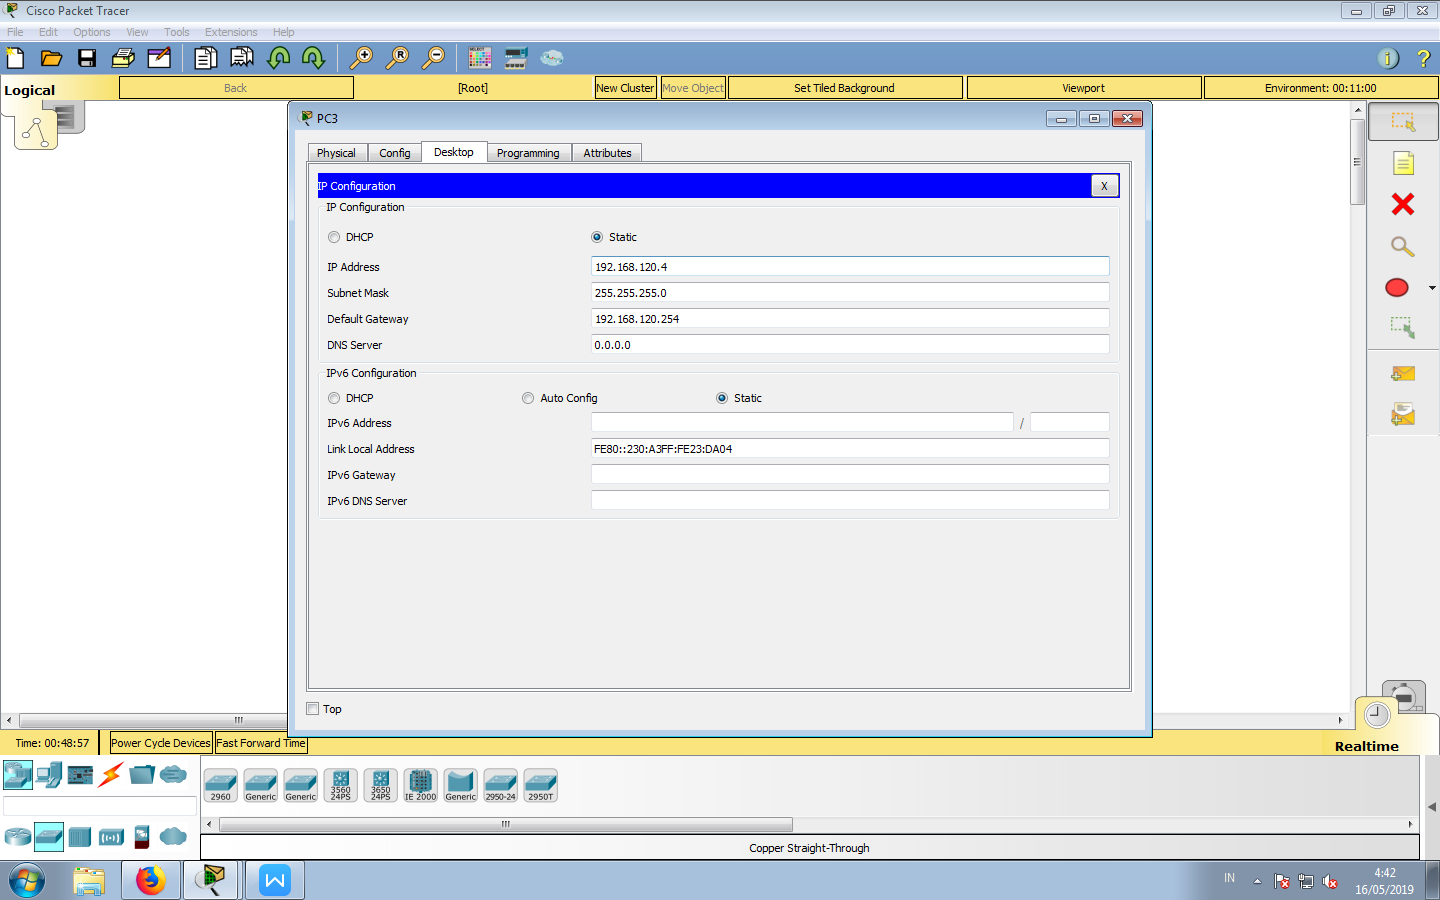 Cisco Packet Tracer
File Edit Options View Tools Extensions Help
Logical
Back
[Root]
New Cluster
Move Object
Set Tiled Background
Viewport
Environment: 00:11:00
PC3
Physical Config Desktop Programming Attributes
IP Configuration
X
IP Configuration
DHCP Static
IP Address 192.168.120.4
Subnet Mask 255.255.255.0
Default Gateway 192.168.120.254
DNS Server 0.0.0.0
IPv6 Configuration
DHCP Auto Config Static
IPv6 Address /
Link Local Address FE80::230:A3FF:FE23:DA04
IPv6 Gateway
IPv6 DNS Server
Top
Time: 00:48:57
Power Cycle Devices
Fast Forward Time
Realtime
2960
Generic
Generic
3560 24PS
3650 24PS
IE 2000
Generic
2950-24
2950T
Copper Straight-Through
IN
4:42
16/05/2019